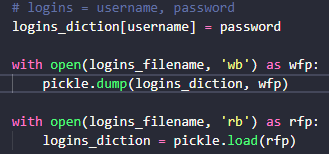 # logins = username, password
logins_diction[username] = password
with open(logins_filename, 'wb') as wfp:
pickle.dump(logins_diction, wfp)
with open(logins_filename, 'rb') as rfp:
logins_diction = pickle.load(rfp)